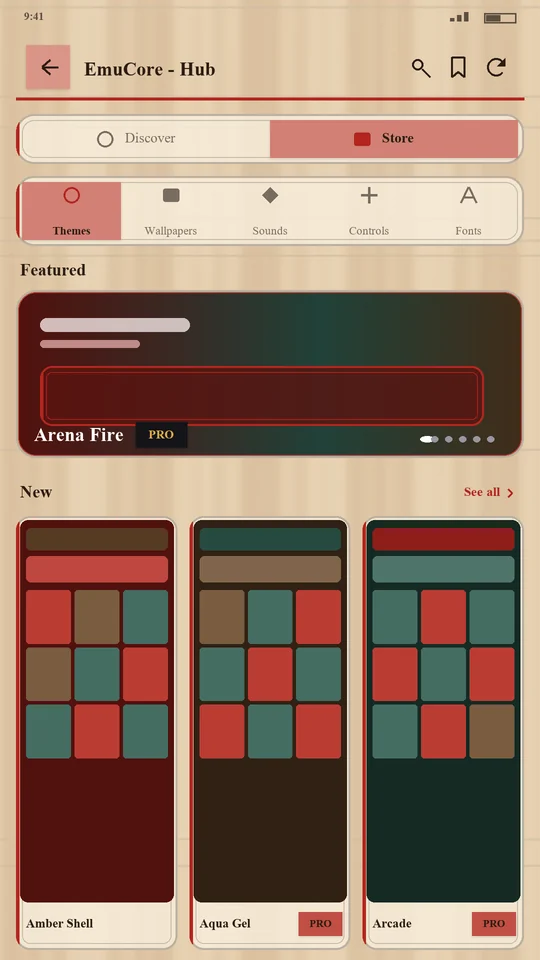 9:41
EmuCore - Hub
Discover
Store
Themes
Wallpapers
Sounds
Controls
Fonts
Featured
Arena Fire
PRO
New
See all
Amber Shell
Aqua Gel
PRO
Arcade
PRO